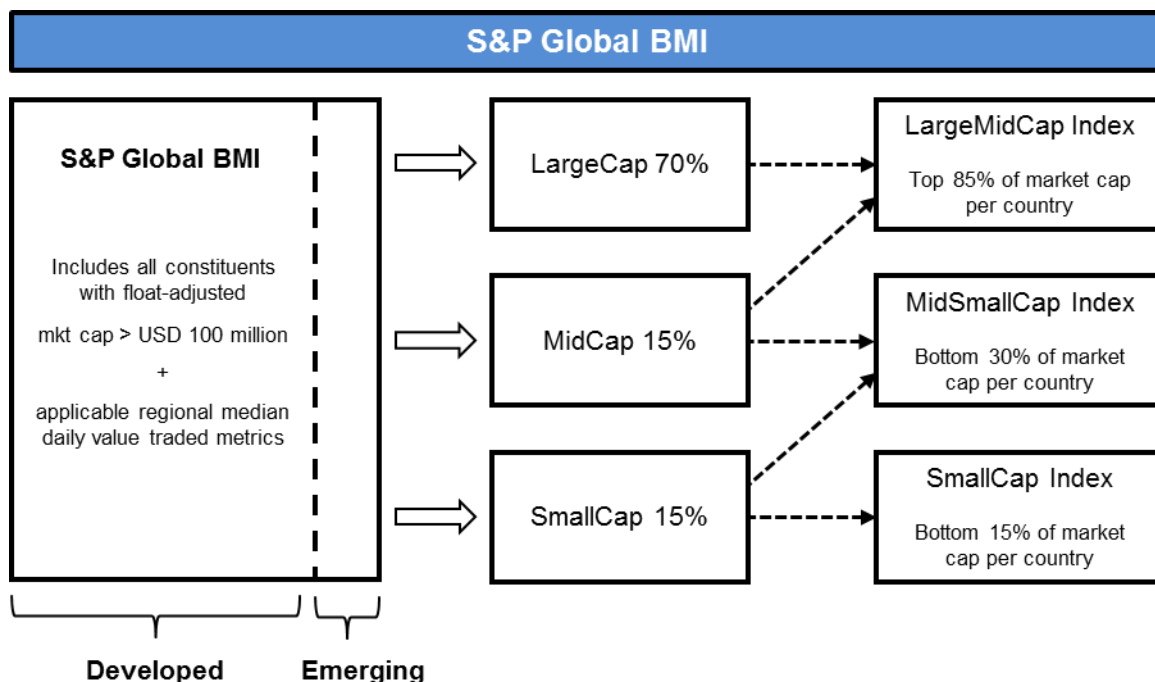 S&P Global BMI
S&P Global BMI
Includes all constituents
with float-adjusted
mkt cap > USD 100 million
+
applicable regional median
daily value traded metrics
Developed
Emerging
LargeCap 70%
MidCap 15%
SmallCap 15%
LargeMidCap Index
Top 85% of market cap
per country
MidSmallCap Index
Bottom 30% of market
cap per country
SmallCap Index
Bottom 15% of market
cap per country